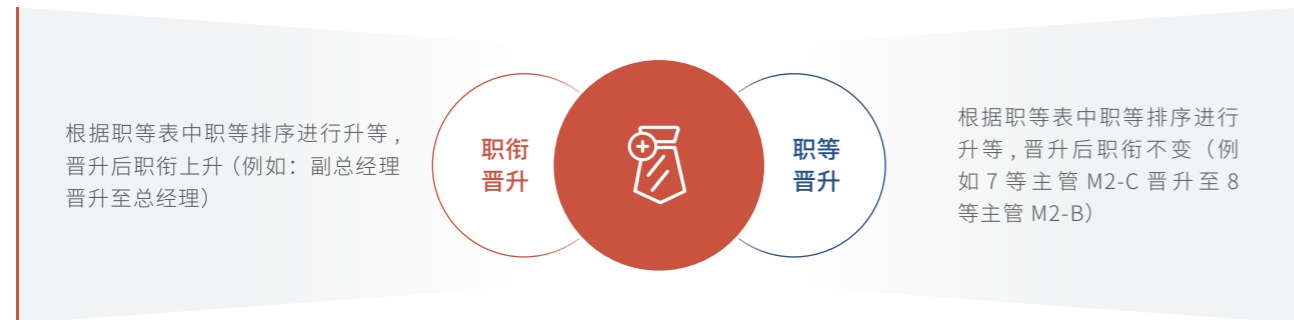 根据职等表中职等排序进行升等，
晋升后职衔上升（例如：副总经理
晋升至总经理）
职衔
晋升
职等
晋升
根据职等表中职等排序进行
升等，晋升后职衔不变（例
如 7 等主管 M2-C 晋升至 8
等主管 M2-B）